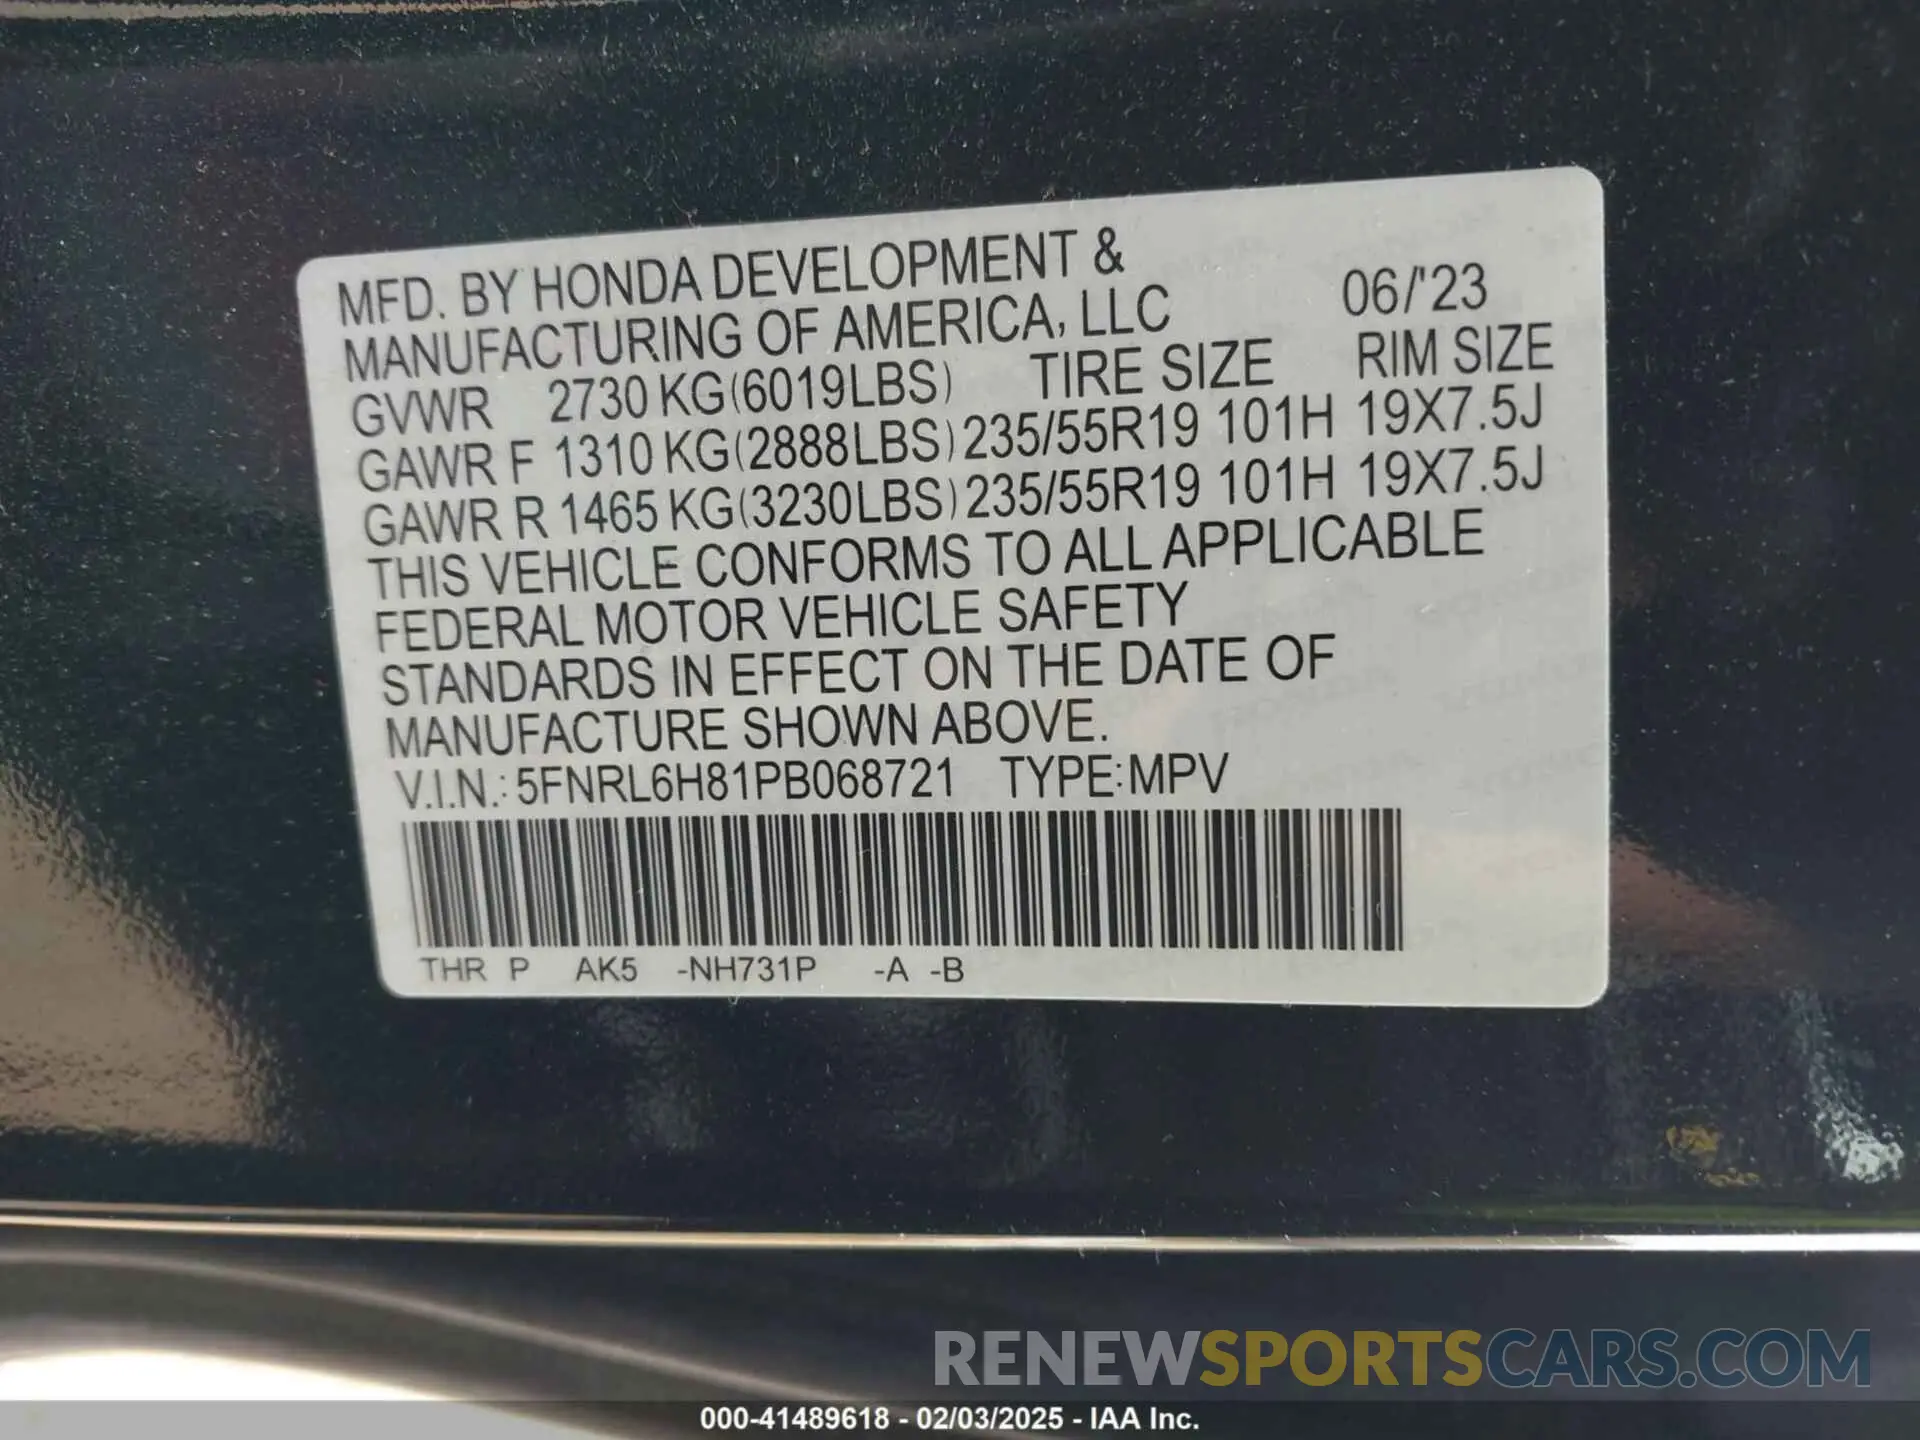 MFD. BY HONDA DEVELOPMENT &
MANUFACTURING OF AMERICA, LLC 06/'23
GVWR 2730 KG(6019LBS) TIRE SIZE RIM SIZE
GAWR F 1310 KG(2888LBS) 235/55R19 101H 19X7.5J
GAWR R 1465 KG(3230LBS) 235/55R19 101H 19X7.5J
THIS VEHICLE CONFORMS TO ALL APPLICABLE
FEDERAL MOTOR VEHICLE SAFETY
STANDARDS IN EFFECT ON THE DATE OF
MANUFACTURE SHOWN ABOVE.
V.I.N.: 5FNRL6H81PB068721 TYPE:MPV
THR P AK5 -NH731P -A -B
RENEWSPORTSCARS.COM
000-41489618 - 02/03/2025 - IAA Inc.